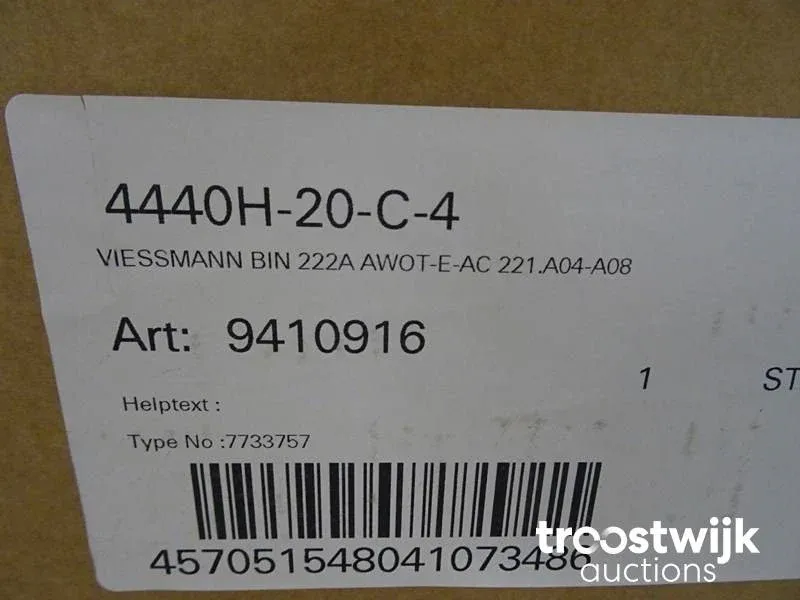 4440H-20-C-4
VIESSMANN BIN 222A AWOT-E-AC 221.A04-A08
Art: 9410916
1 ST
Helptext :
Type No :7733757
457051548041073486
troostwijk
auctions